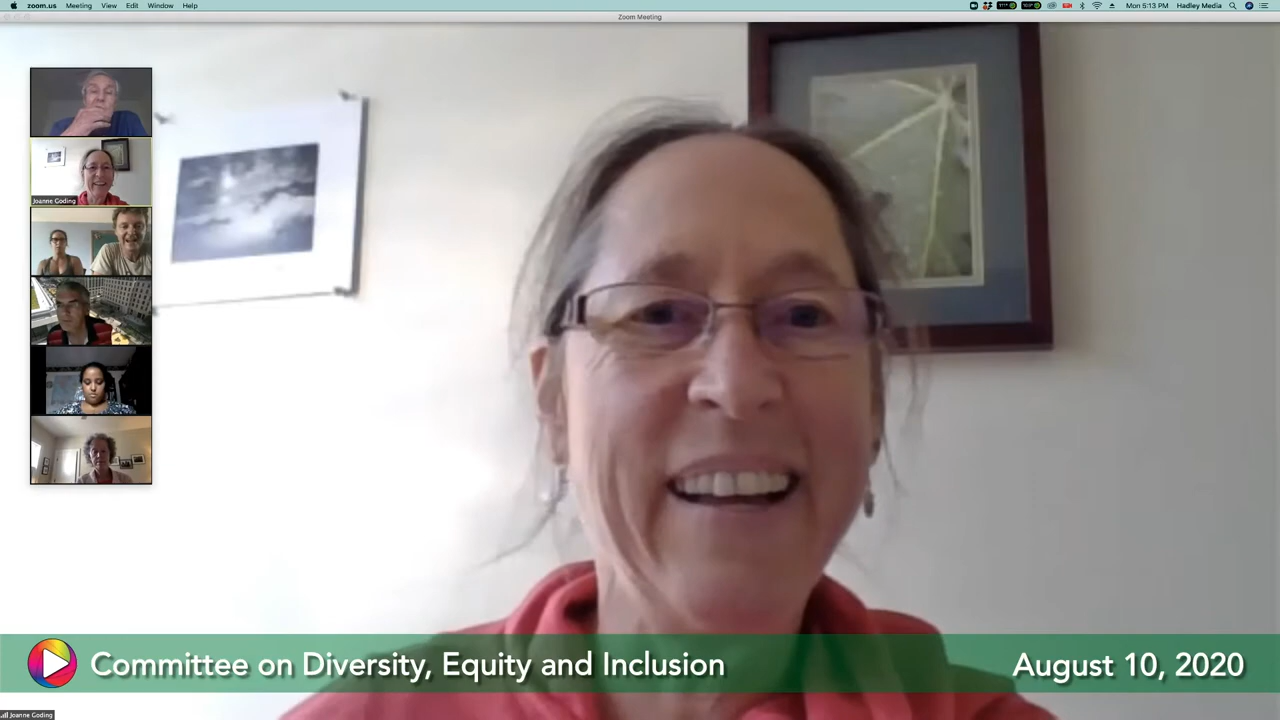 zoom.us Meeting View Edit Window Help
Mon 5:13 PM Hadley Media
Zoom Meeting
Joanne Goding
Committee on Diversity, Equity and Inclusion
August 10, 2020
Joanne Goding